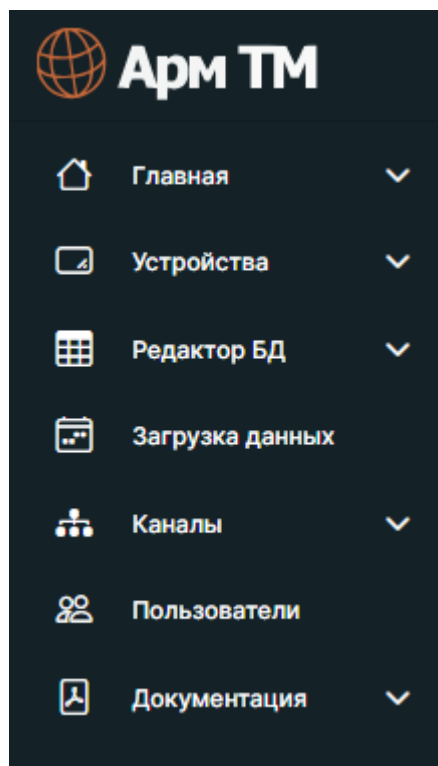 Арм ТМ
Главная
Устройства
Редактор БД
Загрузка данных
Каналы
Пользователи
Документация